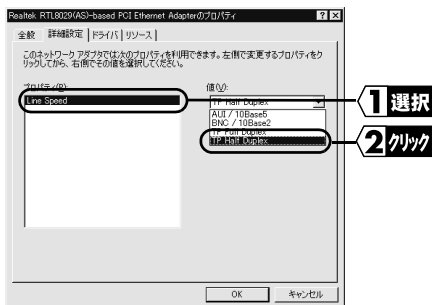 Realtek RTL8029(AS)-based PCI Ethernet Adapterのプロパティ
全般 詳細設定 ドライバ リソース
このネットワーク アダプタでは次のプロパティを利用できます。左側で変更するプロパティをク
リックしてから、右側でその値を選択してください。
プロパティ(P):
値(V):
Line Speed
TP Half Duplex
AUI / 10Base5
BNC / 10Base2
TP Full Duplex
TP Half Duplex
1 選択
2 クリック
OK キャンセル